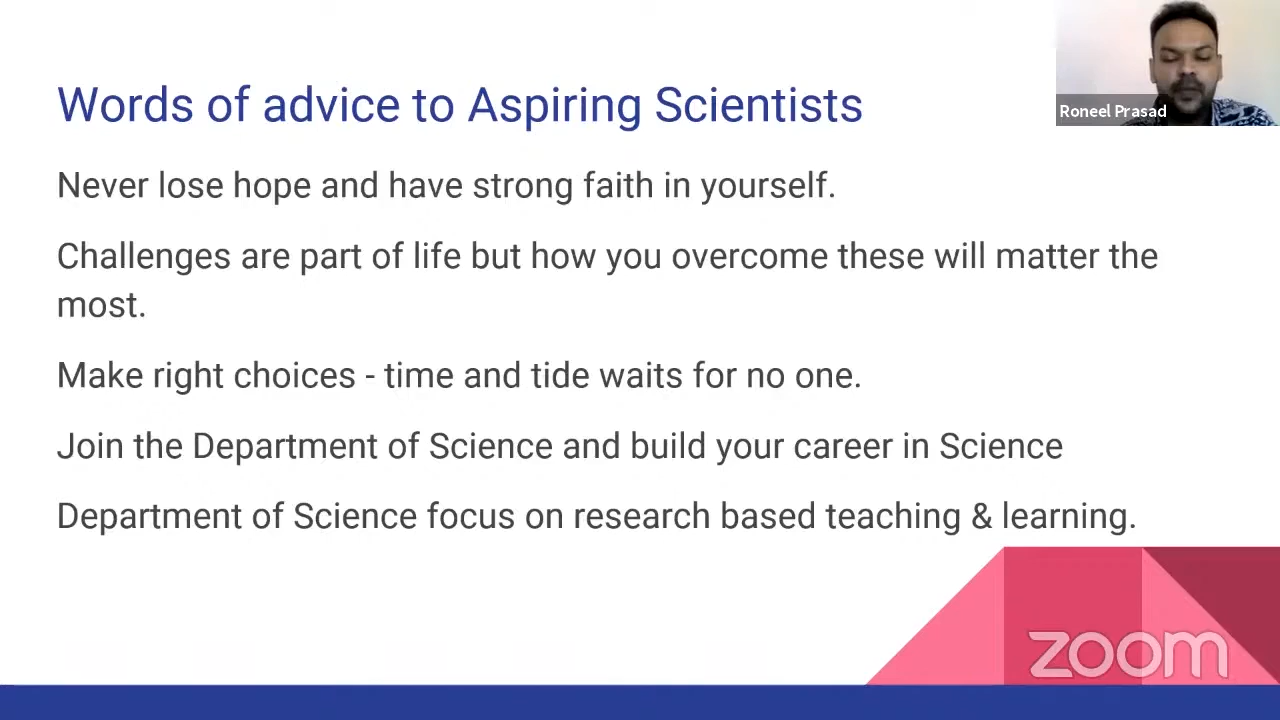 Words of advice to Aspiring Scientists
Roneel Prasad
Never lose hope and have strong faith in yourself.
Challenges are part of life but how you overcome these will matter the
most.
Make right choices - time and tide waits for no one.
Join the Department of Science and build your career in Science
Department of Science focus on research based teaching & learning.
zoom